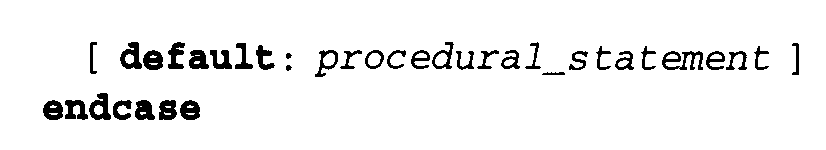 [ default: procedural_statement ]
endcase